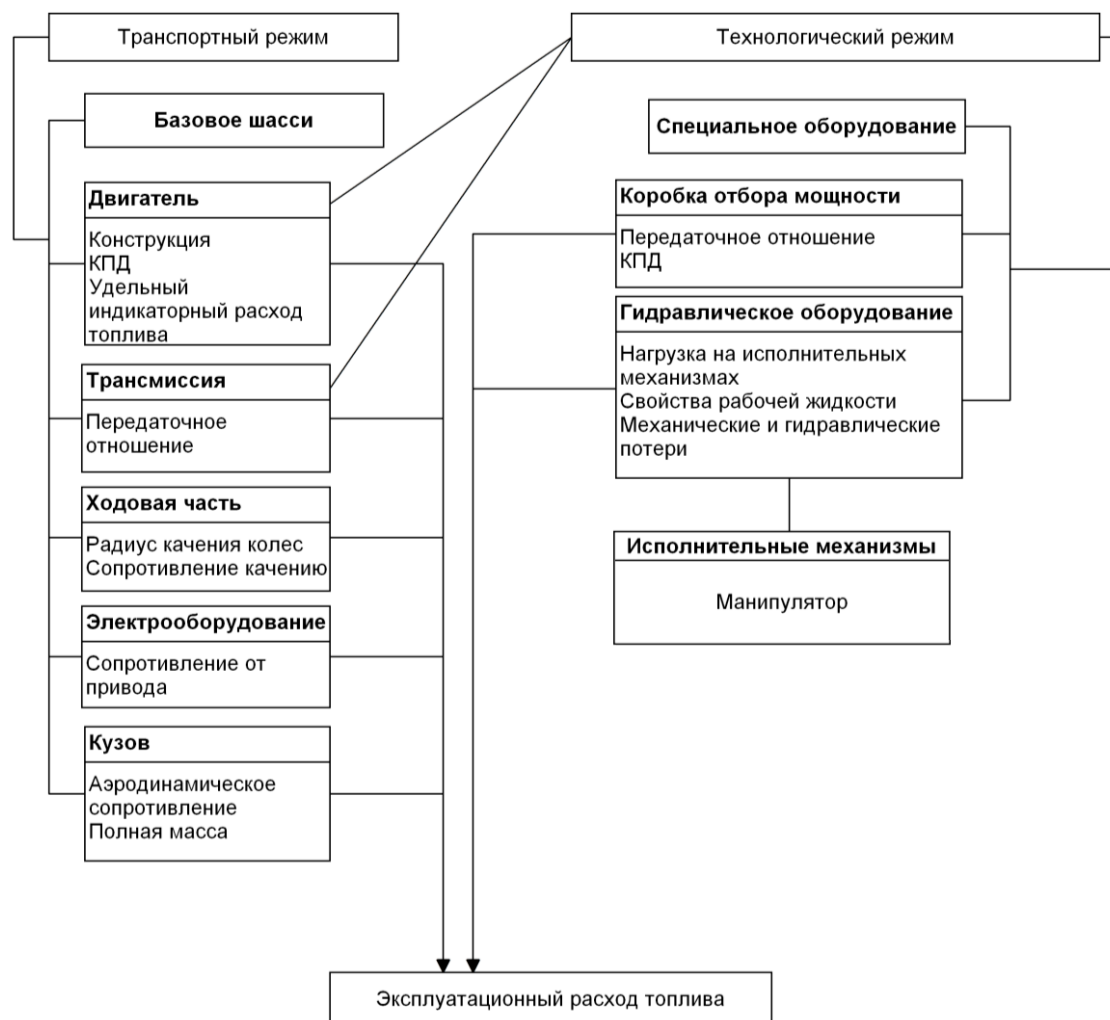 Транспортный режим
Технологический режим
Базовое шасси
Двигатель
Конструкция
КПД
Удельный
индикаторный расход
топлива
Трансмиссия
Передаточное
отношение
Ходовая часть
Радиус качения колес
Сопротивление качению
Электрооборудование
Сопротивление от
привода
Кузов
Аэродинамическое
сопротивление
Полная масса
Специальное оборудование
Коробка отбора мощности
Передаточное отношение
КПД
Гидравлическое оборудование
Нагрузка на исполнительных
механизмах
Свойства рабочей жидкости
Механические и гидравлические
потери
Исполнительные механизмы
Манипулятор
Эксплуатационный расход топлива